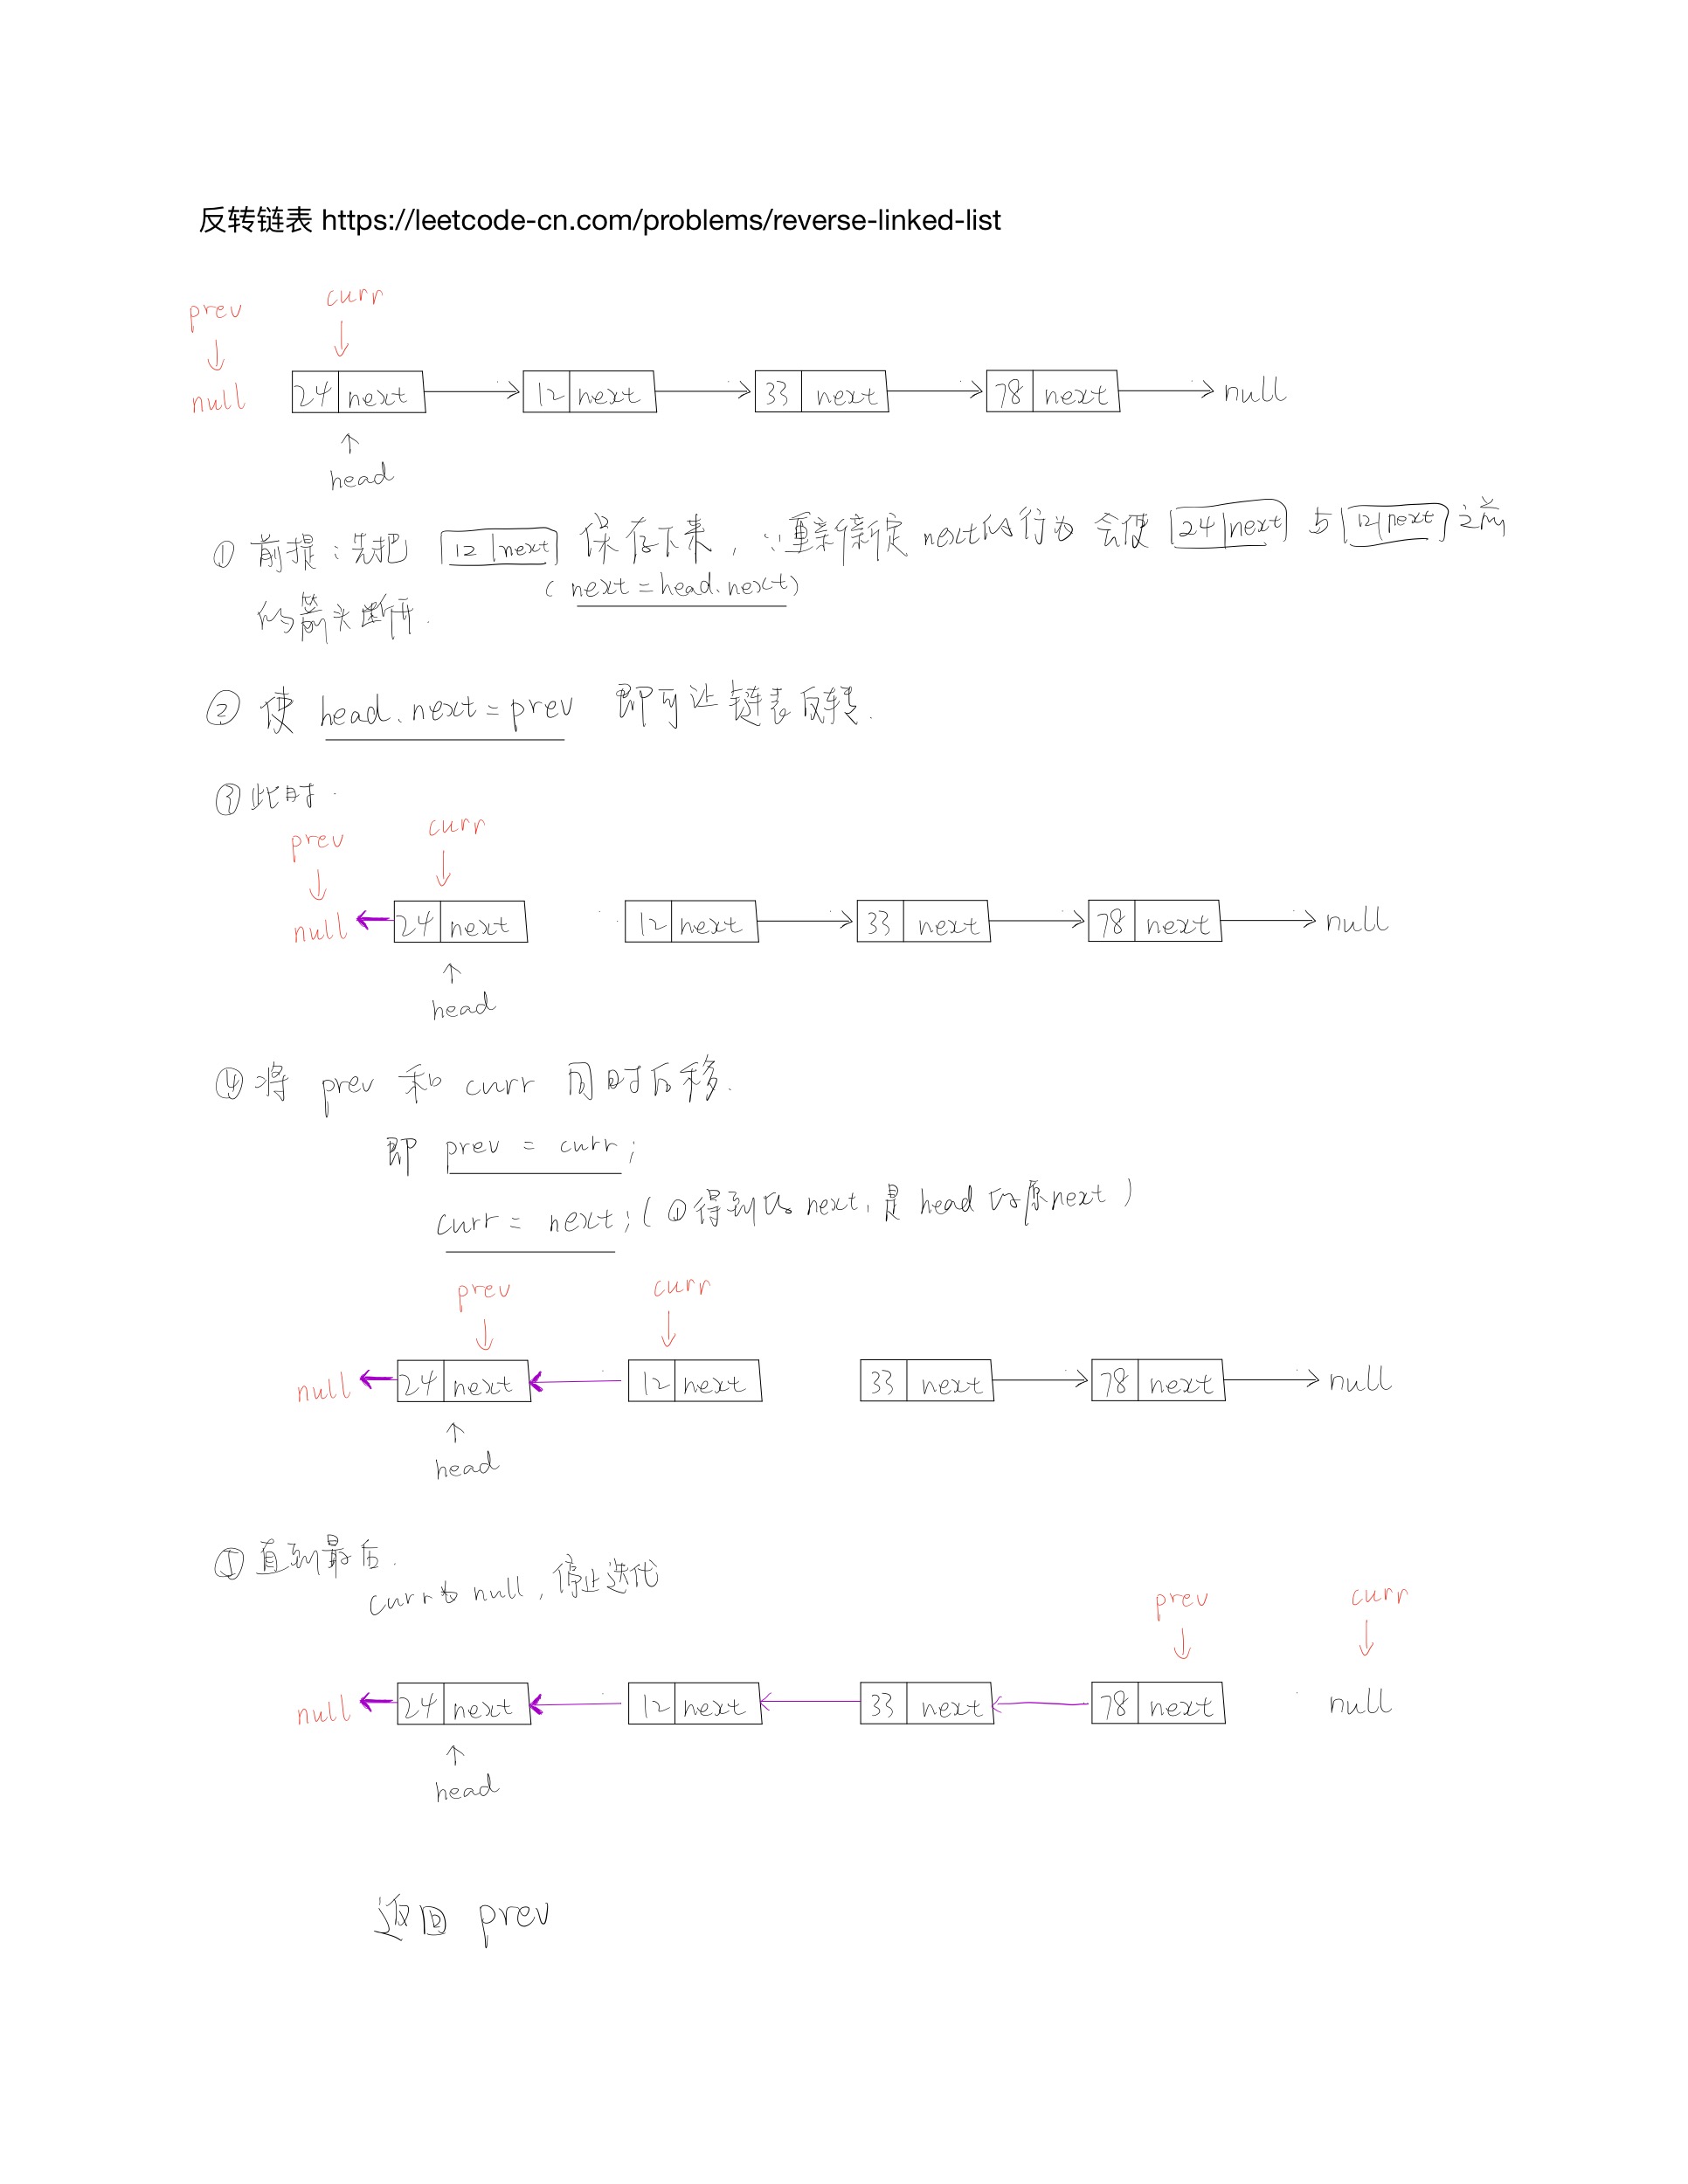 反转链表 https://leetcode-cn.com/problems/reverse-linked-list
prev curr
null 24 next 12 next 33 next 78 next null
head
① 前提:先把 12 next 保存下来, ∵重新定 next的行为 会使 24 next 与 12 next 之间
(next = head.next)
的箭头断开.
② 使 head.next = prev 即可让链表反转.
③ 此时.
prev curr
null 24 next 12 next 33 next 78 next null
head
④ 将 prev 和 curr 同时后移.
即 prev = curr;
curr = next; (①得到的 next, 是 head 的原next)
prev curr
null 24 next 12 next 33 next 78 next null
head
⑤ 直到最后.
curr为 null, 停止迭代
prev curr
null 24 next 12 next 33 next 78 next null
head
返回 prev